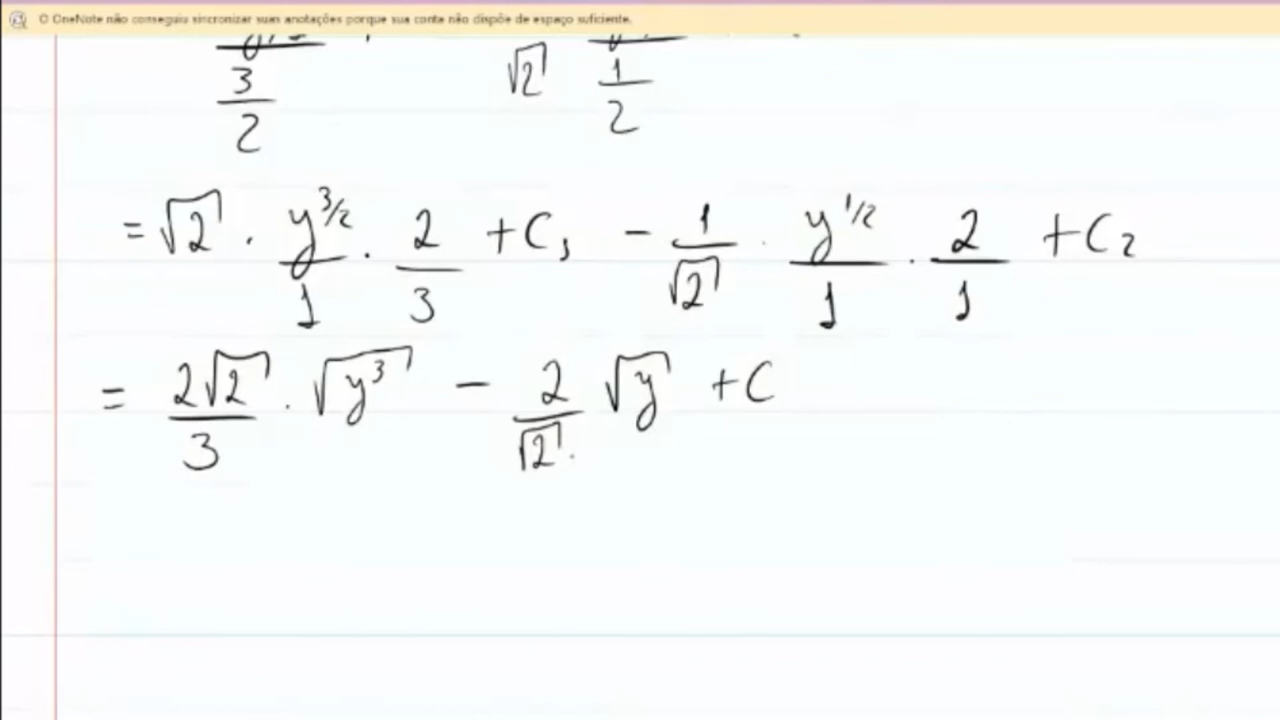 O OneNote não conseguiu sincronizar suas anotações porque sua conta não dispõe de espaço suficiente.
3/2 √2 1/2
= √2 · y^3/2 / 1 · 2/3 + C₁ - 1/√2 · y^1/2 / 1 · 2/1 + C₂
= 2√2/3 · √y³ - 2/√2 √y + C